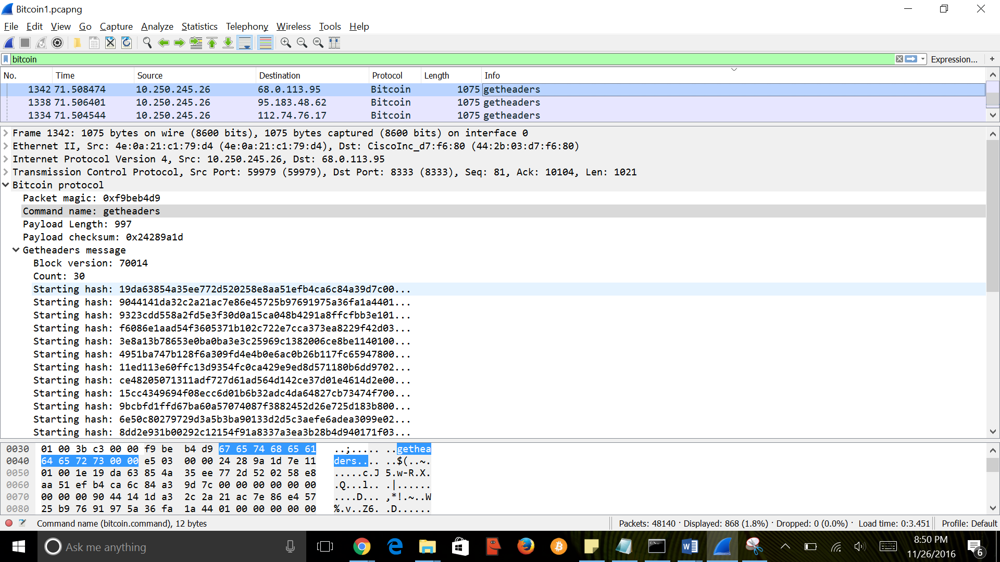 Bitcoin1.pcapng
File Edit View Go Capture Analyze Statistics Telephony Wireless Tools Help
bitcoin Expression... +
No. Time Source Destination Protocol Length Info
1342 71.508474 10.250.245.26 68.0.113.95 Bitcoin 1075 getheaders
1338 71.506401 10.250.245.26 95.183.48.62 Bitcoin 1075 getheaders
1334 71.504544 10.250.245.26 112.74.76.17 Bitcoin 1075 getheaders
Frame 1342: 1075 bytes on wire (8600 bits), 1075 bytes captured (8600 bits) on interface 0
Ethernet II, Src: 4e:0a:21:c1:79:d4 (4e:0a:21:c1:79:d4), Dst: CiscoInc_d7:f6:80 (44:2b:03:d7:f6:80)
Internet Protocol Version 4, Src: 10.250.245.26, Dst: 68.0.113.95
Transmission Control Protocol, Src Port: 59979 (59979), Dst Port: 8333 (8333), Seq: 81, Ack: 10104, Len: 1021
Bitcoin protocol
Packet magic: 0xf9beb4d9
Command name: getheaders
Payload Length: 997
Payload checksum: 0x24289a1d
Getheaders message
Block version: 70014
Count: 30
Starting hash: 19da63854a35ee772d520258e8aa51efb4ca6c84a39d7c00...
Starting hash: 9044141da32c2a21ac7e86e45725b97691975a36fa1a4401...
Starting hash: 9323cdd558a2fd5e3f30d0a15ca048b4291a8ffcfbb3e101...
Starting hash: f6086e1aad54f3605371b102c722e7cca373ea8229f42d03...
Starting hash: 3e8a13b78653e0ba0ba3e3c25969c1382006ce8be1140100...
Starting hash: 4951ba747b128f6a309fd4e4b0e6ac0b26b117fc65947800...
Starting hash: 11ed113e60ffc13d9354fc0ca429e9ed8d571180b6dd9702...
Starting hash: ce48205071311adf727d61ad564d142ce37d01e4614d2e00...
Starting hash: 15cc4349694f08ecc6d01b6b32adc4da64827cb73474f700...
Starting hash: 9bcbfd1ffd67ba60a57074087f3882452d26e725d183b800...
Starting hash: 6e50c80279729d3a5b3ba90133d2d5c3aefe6adea3099e02...
Starting hash: 8dd2e931b00292c12154f91a8337a3ea3b28b4d940171f03...
0030 01 00 3b c3 00 00 f9 be b4 d9 67 65 74 68 65 61 ..;..... ..gethea
0040 64 65 72 73 00 00 e5 03 00 00 24 28 9a 1d 7e 11 ders.... ..$(..~.
0050 01 00 1e 19 da 63 85 4a 35 ee 77 2d 52 02 58 e8 .....c.J 5.w-R.X.
0060 aa 51 ef b4 ca 6c 84 a3 9d 7c 00 00 00 00 00 00 .Q...l.. .|......
0070 00 00 00 90 44 14 1d a3 2c 2a 21 ac 7e 86 e4 57 ....D... ,*!.~..W
0080 25 b9 76 91 97 5a 36 fa 1a 44 01 00 00 00 00 00 %.v..Z6. .D......
Command name (bitcoin.command), 12 bytes Packets: 48140 · Displayed: 868 (1.8%) · Dropped: 0 (0.0%) · Load time: 0:3.451 Profile: Default
Ask me anything
8:50 PM
11/26/2016
6